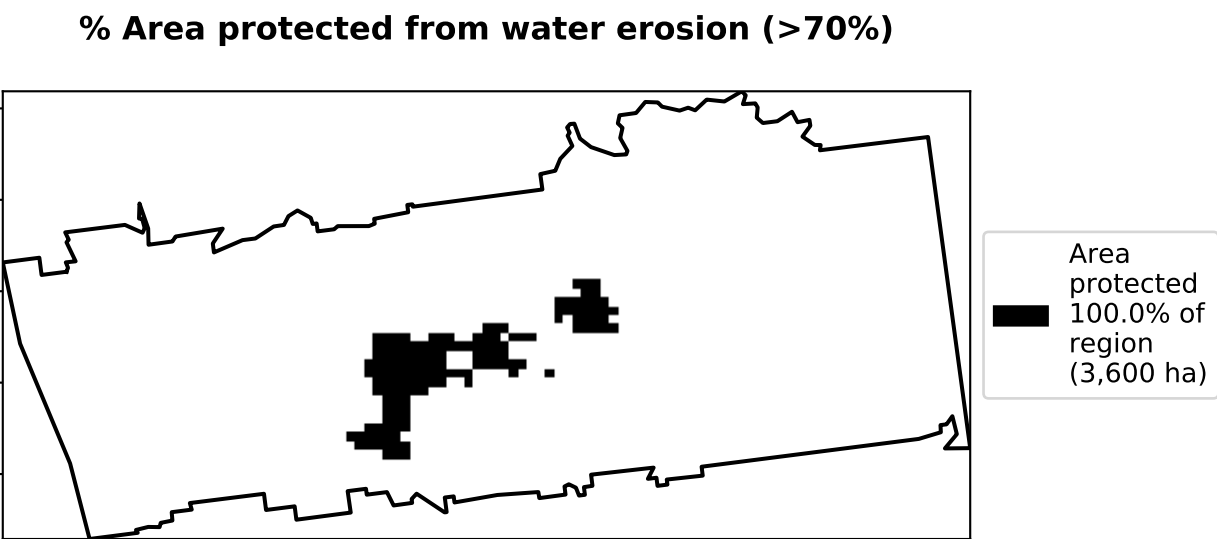 % Area protected from water erosion (>70%)
Area
protected
100.0% of
region
(3,600 ha)